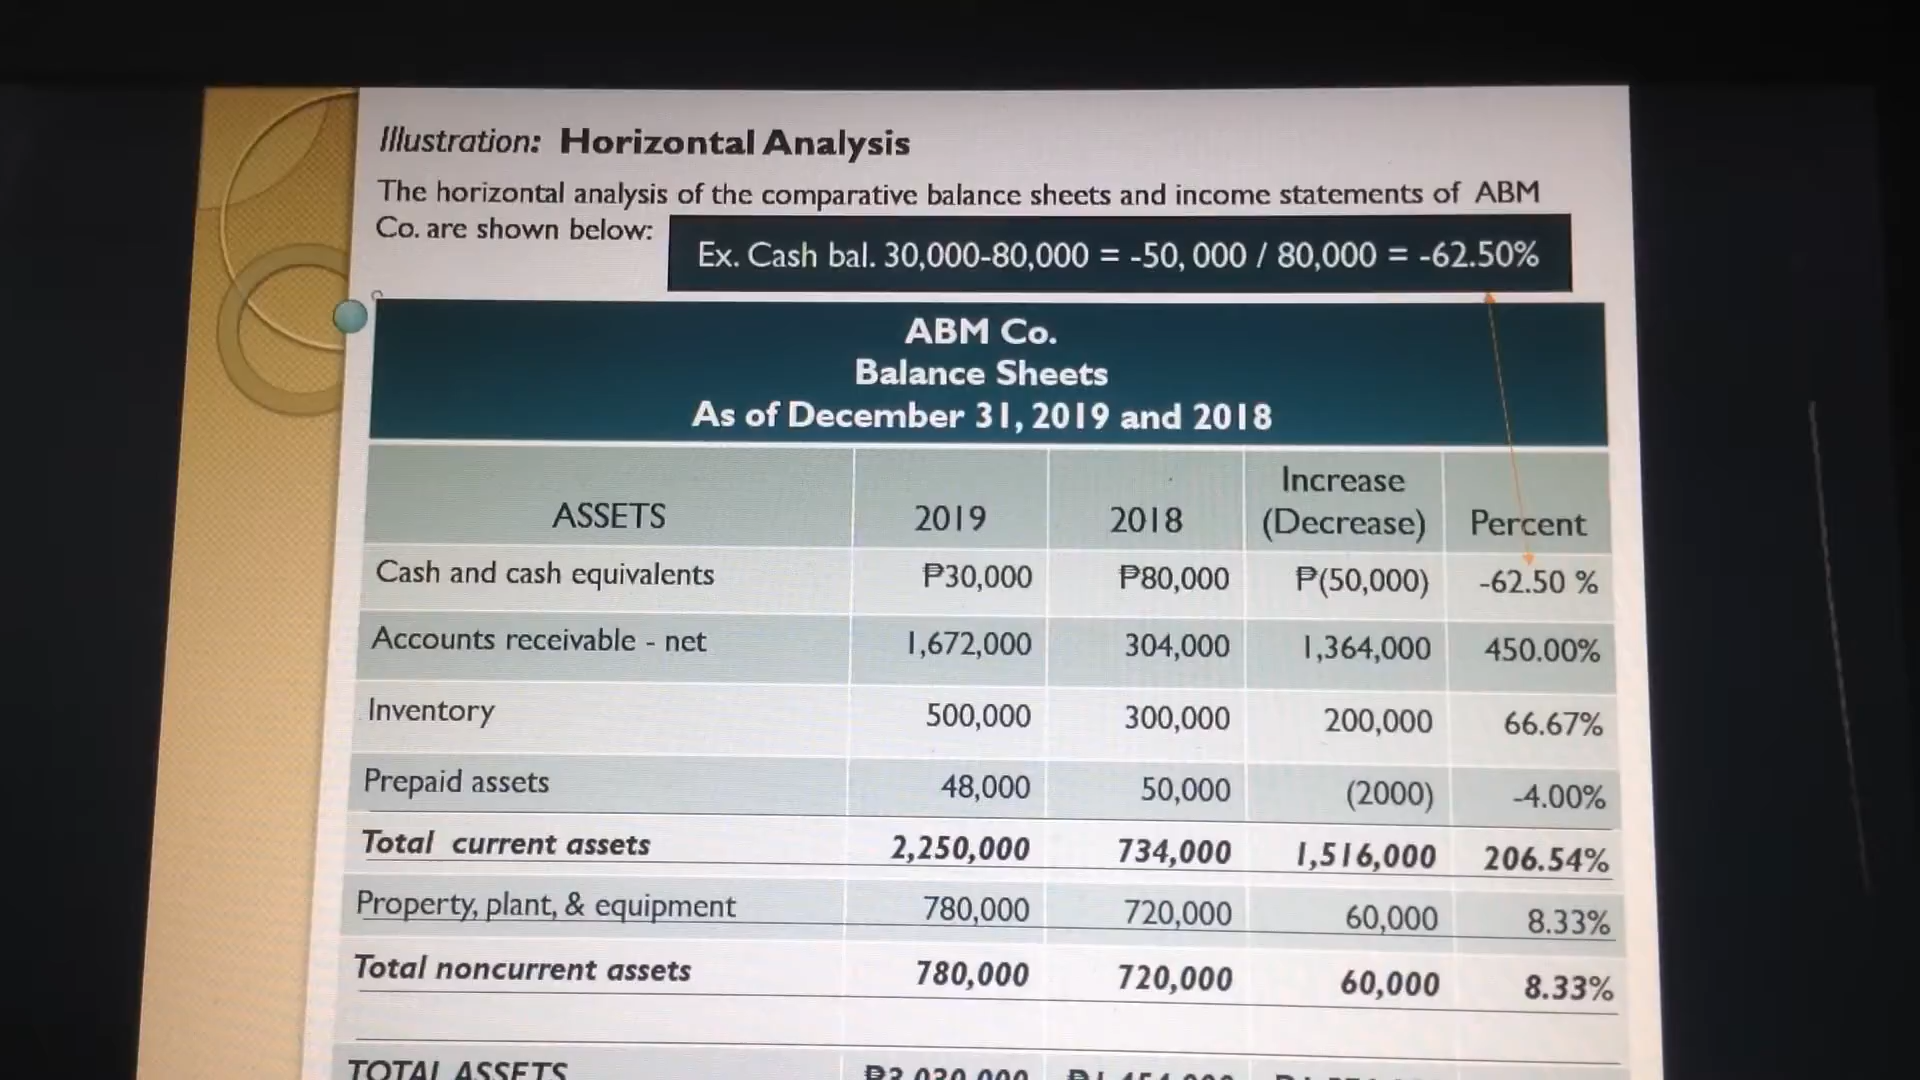 Illustration: Horizontal Analysis
The horizontal analysis of the comparative balance sheets and income statements of ABM
Co. are shown below:
Ex. Cash bal. 30,000-80,000 = -50, 000 / 80,000 = -62.50%
ABM Co.
Balance Sheets
As of December 31, 2019 and 2018
ASSETS 2019 2018 Increase (Decrease) Percent
Cash and cash equivalents ₱30,000 ₱80,000 ₱(50,000) -62.50 %
Accounts receivable - net 1,672,000 304,000 1,364,000 450.00%
Inventory 500,000 300,000 200,000 66.67%
Prepaid assets 48,000 50,000 (2000) -4.00%
Total current assets 2,250,000 734,000 1,516,000 206.54%
Property, plant, & equipment 780,000 720,000 60,000 8.33%
Total noncurrent assets 780,000 720,000 60,000 8.33%
TOTAL ASSETS